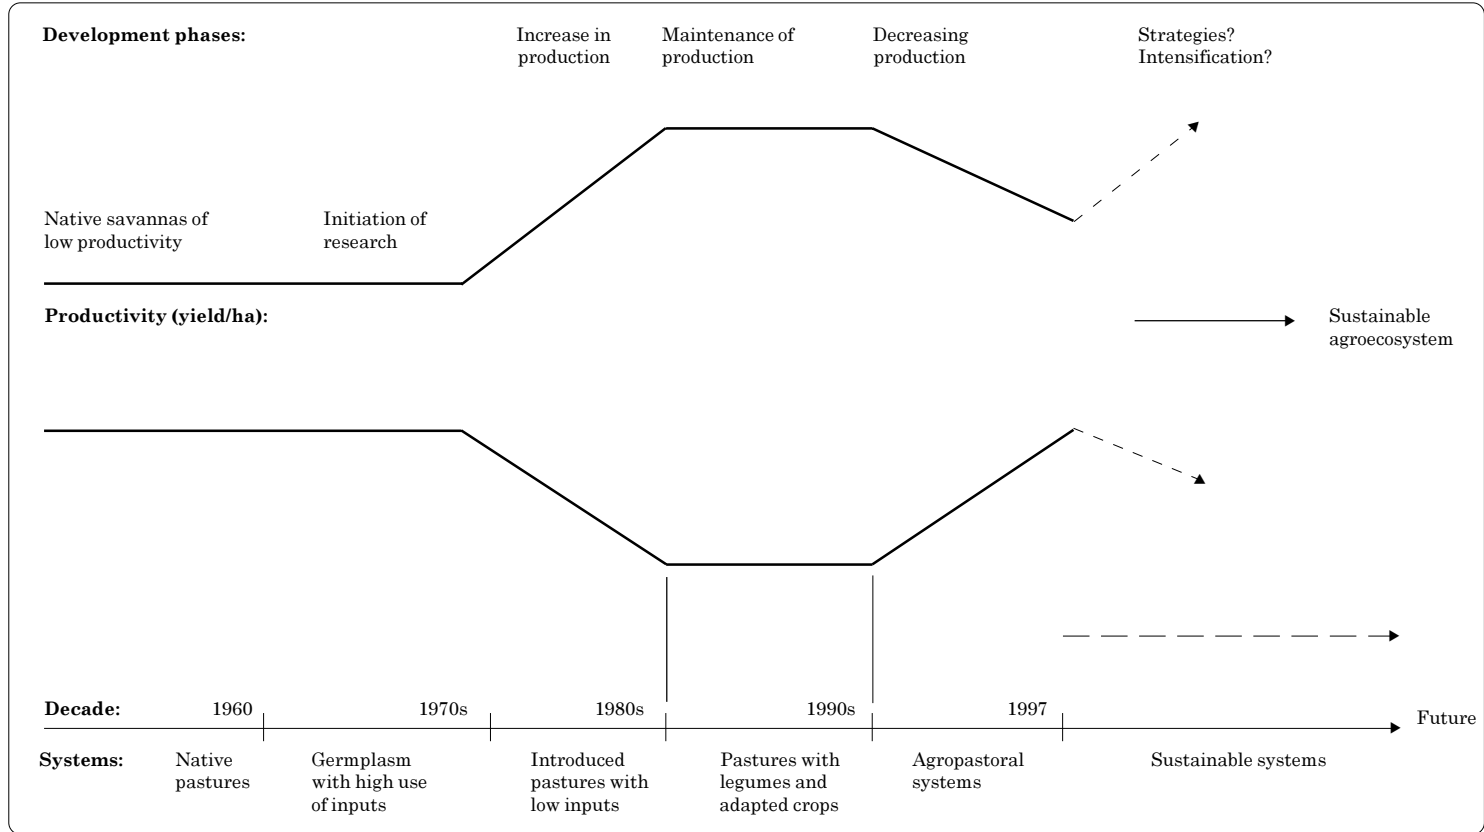 Development phases:
Increase in
production
Maintenance of
production
Decreasing
production
Strategies?
Intensification?
Native savannas of
low productivity
Initiation of
research
Productivity (yield/ha):
Sustainable
agroecosystem
Decade:
1960
1970s
1980s
1990s
1997
Future
Systems:
Native
pastures
Germplasm
with high use
of inputs
Introduced
pastures with
low inputs
Pastures with
legumes and
adapted crops
Agropastoral
systems
Sustainable systems